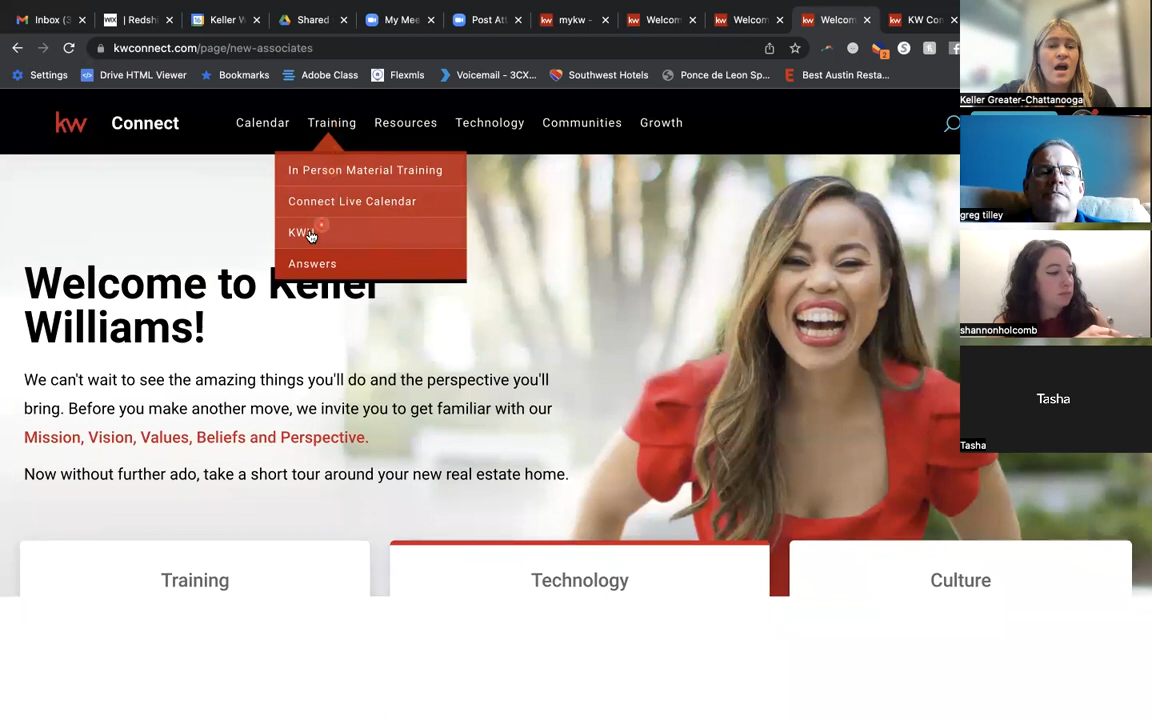 Inbox (3
| Redshi
Keller W
Shared
My Mee
Post Att
mykw -
Welcom
Welcom
Welcom
KW Con
kwconnect.com/page/new-associates
2
Settings
Drive HTML Viewer
Bookmarks
Adobe Class
Flexmls
Voicemail - 3CX...
Southwest Hotels
Ponce de Leon Sp...
Best Austin Resta...
Keller Greater-Chattanooga
kw Connect
Calendar
Training
Resources
Technology
Communities
Growth
In Person Material Training
Connect Live Calendar
Answers
greg tilley
shannonholcomb
Tasha
Tasha
Welcome to Keller
Williams!
We can't wait to see the amazing things you'll do and the perspective you'll
bring. Before you make another move, we invite you to get familiar with our
Mission, Vision, Values, Beliefs and Perspective.
Now without further ado, take a short tour around your new real estate home.
Training
Technology
Culture